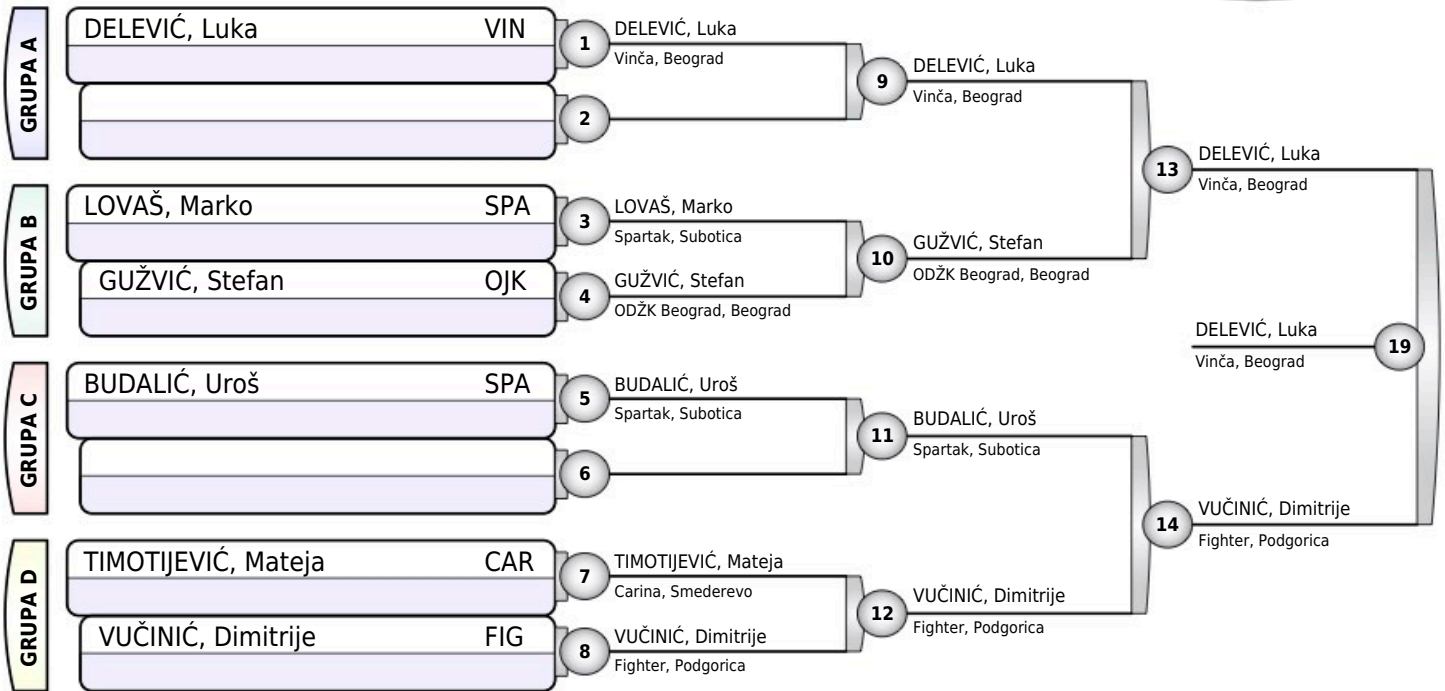 GRUPA A
DELEVIĆ, Luka VIN
1
DELEVIĆ, Luka
Vinča, Beograd
2
9
DELEVIĆ, Luka
Vinča, Beograd
GRUPA B
LOVAŠ, Marko SPA
3
LOVAŠ, Marko
Spartak, Subotica
GUŽVIĆ, Stefan OJK
4
GUŽVIĆ, Stefan
ODŽK Beograd, Beograd
10
GUŽVIĆ, Stefan
ODŽK Beograd, Beograd
13
DELEVIĆ, Luka
Vinča, Beograd
GRUPA C
BUDALIĆ, Uroš SPA
5
BUDALIĆ, Uroš
Spartak, Subotica
6
11
BUDALIĆ, Uroš
Spartak, Subotica
GRUPA D
TIMOTIJEVIĆ, Mateja CAR
7
TIMOTIJEVIĆ, Mateja
Carina, Smederevo
VUČINIĆ, Dimitrije FIG
8
VUČINIĆ, Dimitrije
Fighter, Podgorica
12
VUČINIĆ, Dimitrije
Fighter, Podgorica
14
VUČINIĆ, Dimitrije
Fighter, Podgorica
DELEVIĆ, Luka
Vinča, Beograd
19